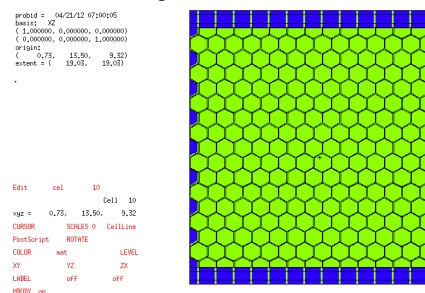 probid = 04/21/12 07:00:05
basis: XZ
( 1.000000, 0.000000, 0.000000)
( 0.000000, 0.000000, 1.000000)
origin:
( 0.73, 13.50, 9.32)
extent = ( 19.03, 19.03)
Edit cel 10
Cell 10
xyz = 0.73, 13.50, 9.32
CURSOR SCALES 0 CellLine
PostScript ROTATE
COLOR mat LEVEL
XY YZ ZX
LABEL off off
MBODY on